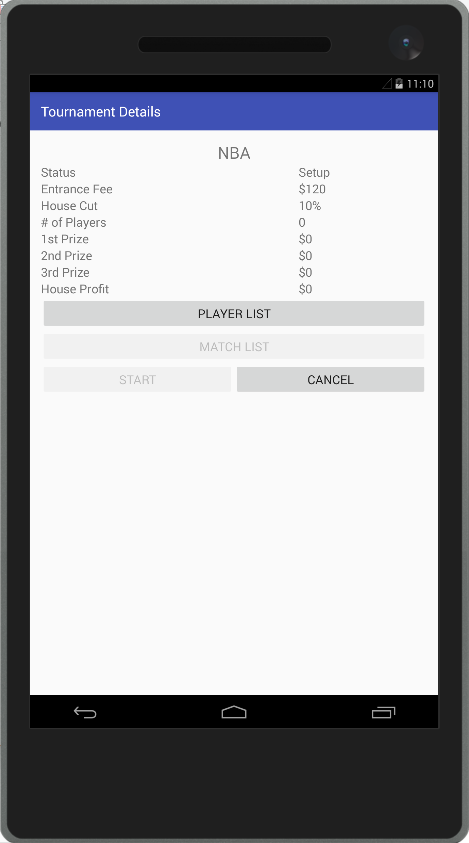 11:10
Tournament Details
NBA
Status Setup
Entrance Fee $120
House Cut 10%
# of Players 0
1st Prize $0
2nd Prize $0
3rd Prize $0
House Profit $0
PLAYER LIST
MATCH LIST
START CANCEL